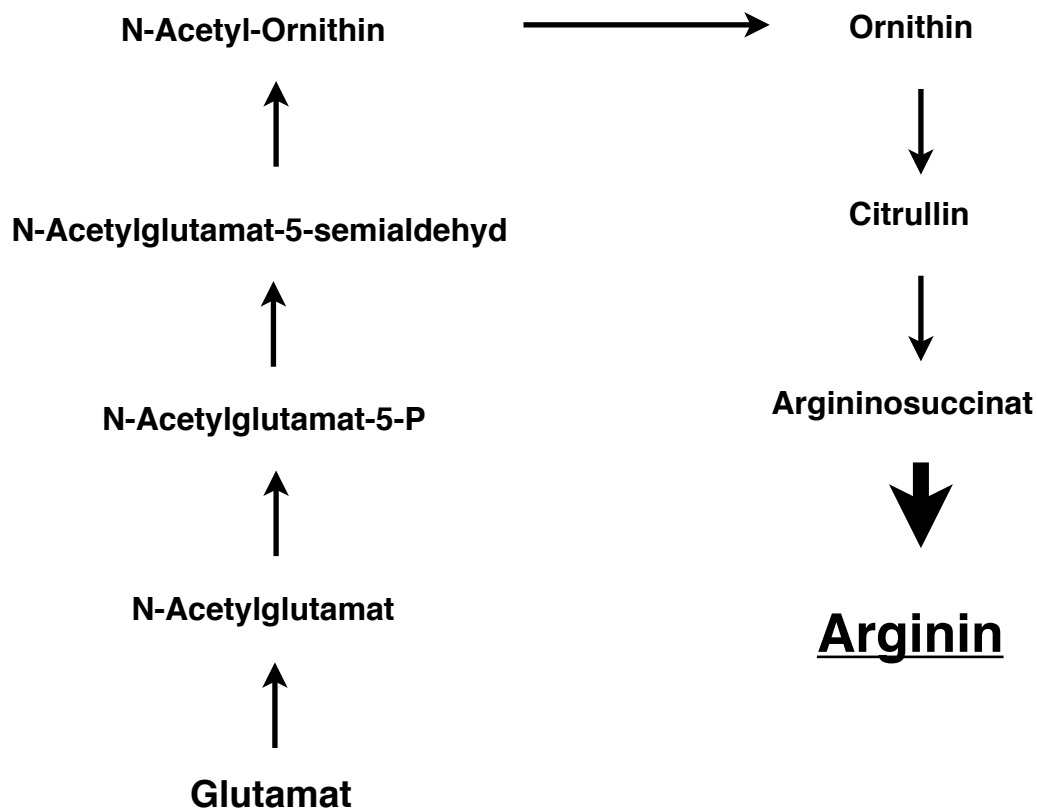 N-Acetyl-Ornithin
Ornithin
N-Acetylglutamat-5-semialdehyd
Citrullin
N-Acetylglutamat-5-P
Argininosuccinat
N-Acetylglutamat
Arginin
Glutamat